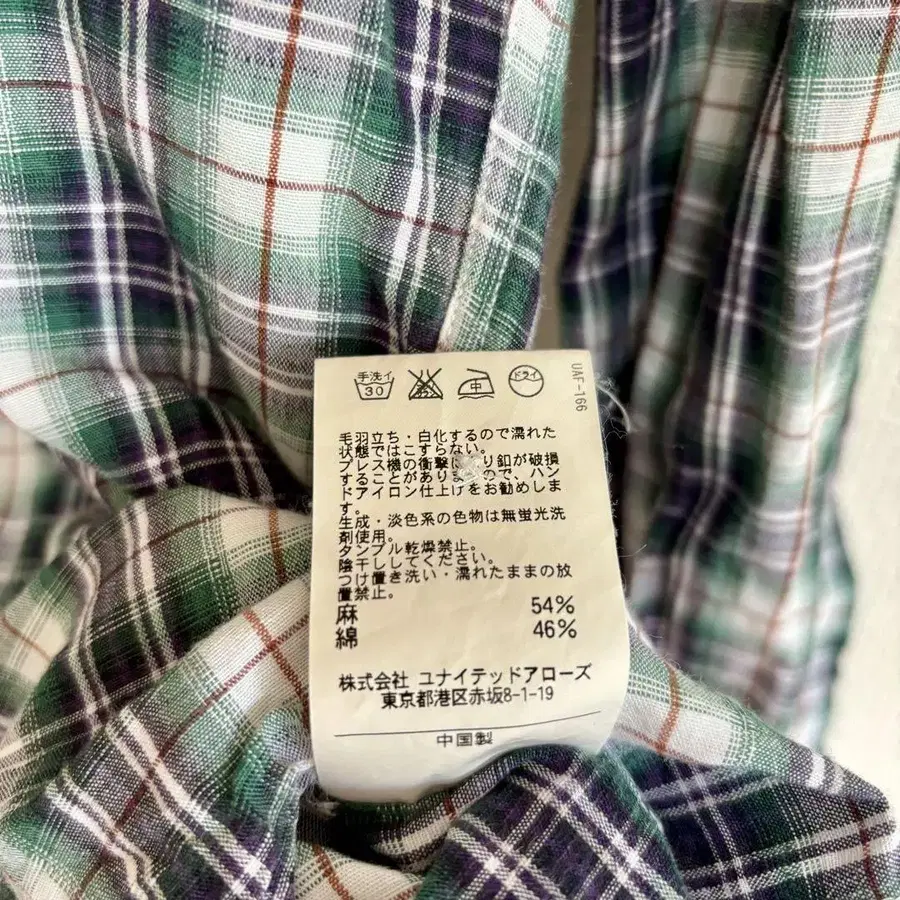 手洗イ
30
中
ドライ
UAF-166
毛羽立ち・白化するので濡れた
状態ではこすらない。
プレス機の衝撃 り釦が破損
することがあります ので、ハン
ドアイロン仕上げをお勧めしま
す。
生成・淡色系の色物は無蛍光洗
剤使用。
タンブル乾燥禁止。
陰干ししてください。
つけ置き洗い・濡れたままの放
置禁止。
麻 54%
綿 46%
株式会社 ユナイテッドアローズ
東京都港区赤坂8-1-19
中国製